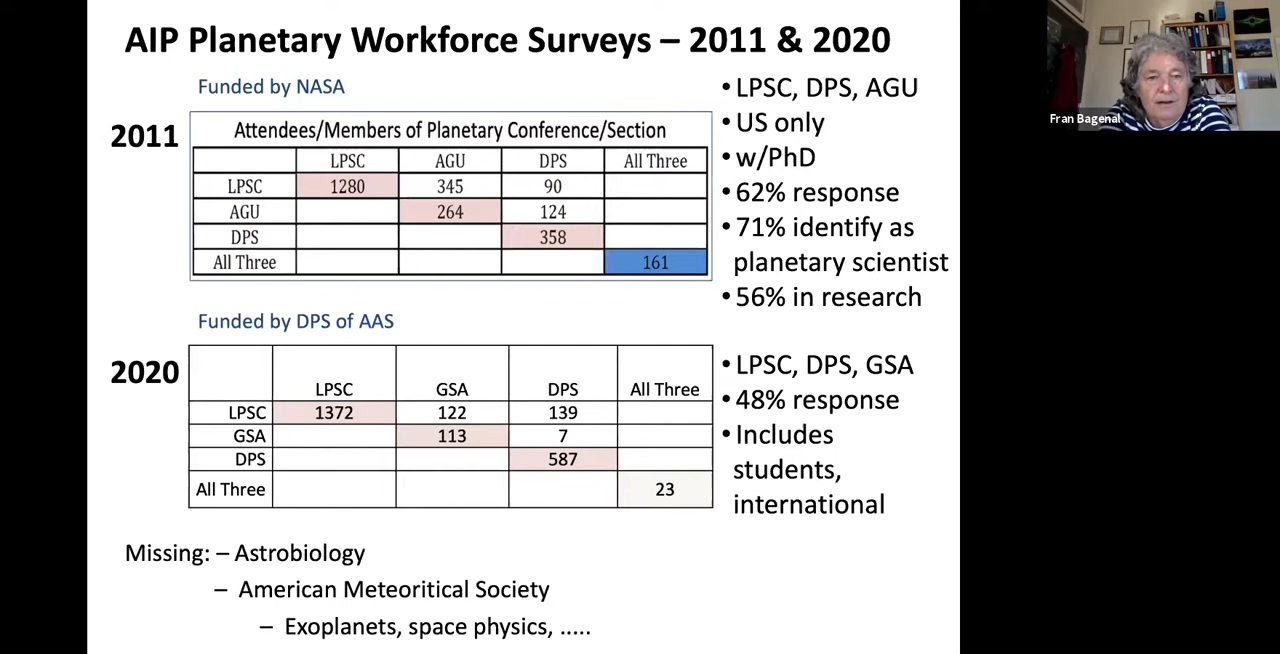 AIP Planetary Workforce Surveys – 2011 & 2020
Funded by NASA
2011
Attendees/Members of Planetary Conference/Section
LPSC AGU DPS All Three
LPSC 1280 345 90
AGU 264 124
DPS 358
All Three 161
• LPSC, DPS, AGU
• US only
• w/PhD
• 62% response
• 71% identify as
planetary scientist
• 56% in research
Funded by DPS of AAS
2020
LPSC GSA DPS All Three
LPSC 1372 122 139
GSA 113 7
DPS 587
All Three 23
• LPSC, DPS, GSA
• 48% response
• Includes
students,
international
Missing: – Astrobiology
– American Meteoritical Society
– Exoplanets, space physics, .....
Fran Bagenal